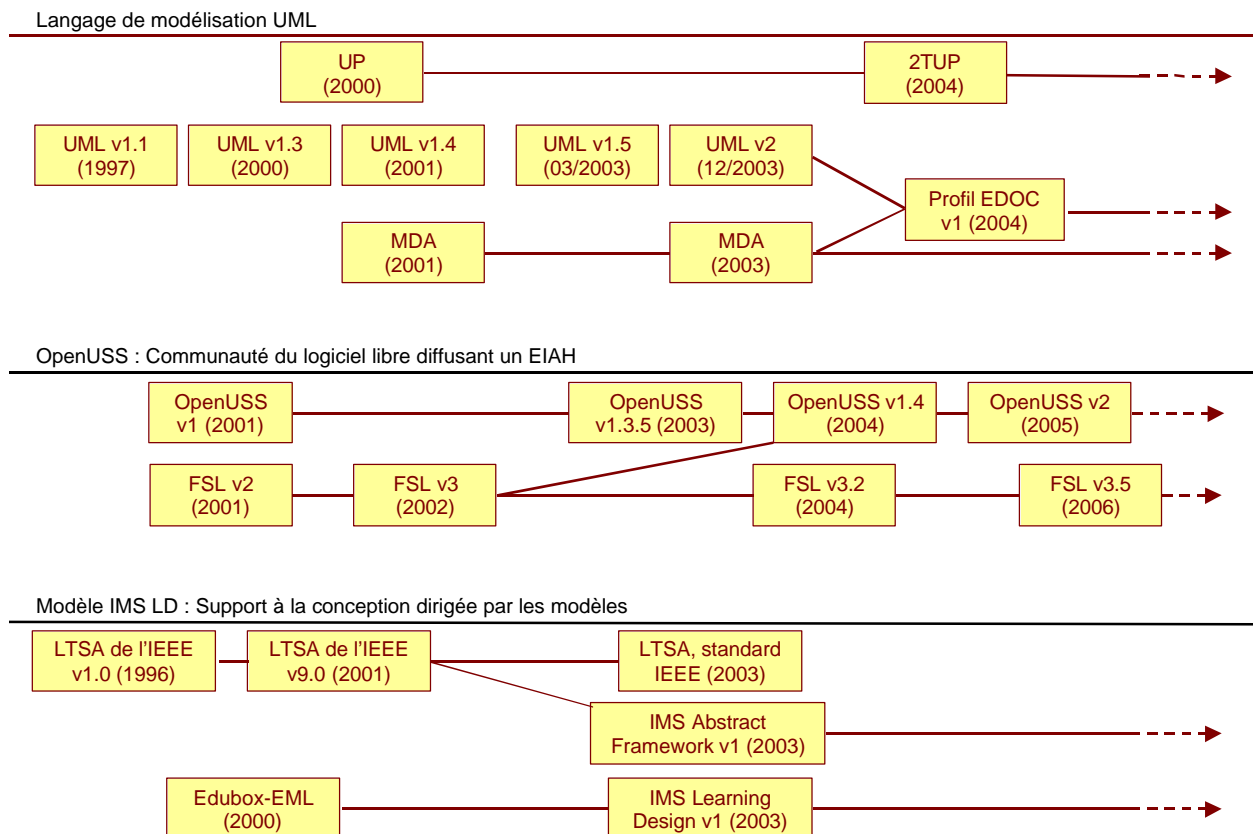 Langage de modélisation UML
UP
(2000)
2TUP
(2004)
UML v1.1
(1997)
UML v1.3
(2000)
UML v1.4
(2001)
UML v1.5
(03/2003)
UML v2
(12/2003)
Profil EDOC
v1 (2004)
MDA
(2001)
MDA
(2003)
OpenUSS : Communauté du logiciel libre diffusant un EIAH
OpenUSS
v1 (2001)
OpenUSS
v1.3.5 (2003)
OpenUSS v1.4
(2004)
OpenUSS v2
(2005)
FSL v2
(2001)
FSL v3
(2002)
FSL v3.2
(2004)
FSL v3.5
(2006)
Modèle IMS LD : Support à la conception dirigée par les modèles
LTSA de l'IEEE
v1.0 (1996)
LTSA de l'IEEE
v9.0 (2001)
LTSA, standard
IEEE (2003)
IMS Abstract
Framework v1 (2003)
Edubox-EML
(2000)
IMS Learning
Design v1 (2003)